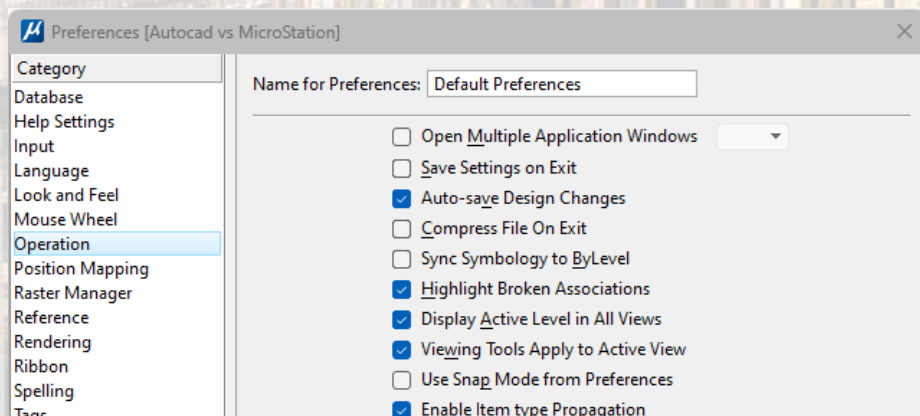 Preferences [Autocad vs MicroStation]
Category
Database
Help Settings
Input
Language
Look and Feel
Mouse Wheel
Operation
Position Mapping
Raster Manager
Reference
Rendering
Ribbon
Spelling
Tags
Name for Preferences: Default Preferences
Open Multiple Application Windows
Save Settings on Exit
Auto-save Design Changes
Compress File On Exit
Sync Symbology to ByLevel
Highlight Broken Associations
Display Active Level in All Views
Viewing Tools Apply to Active View
Use Snap Mode from Preferences
Enable Item type Propagation